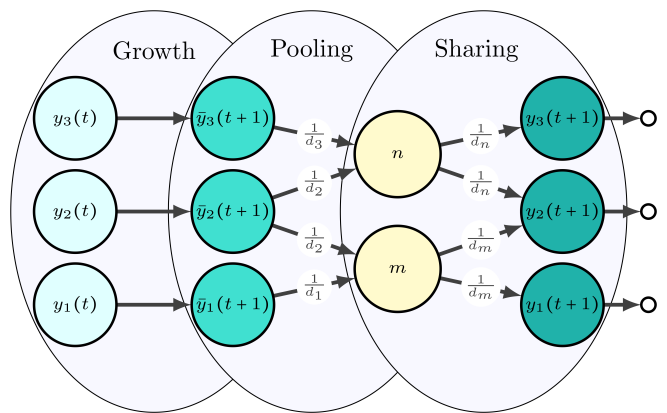 Growth Pooling Sharing
y₃(t) ȳ₃(t+1) 1/d₃ n 1/dₙ y₃(t+1)
1/d₂ 1/dₙ
y₂(t) ȳ₂(t+1) y₂(t+1)
1/d₂ m 1/dₘ
y₁(t) ȳ₁(t+1) 1/d₁ 1/dₘ y₁(t+1)